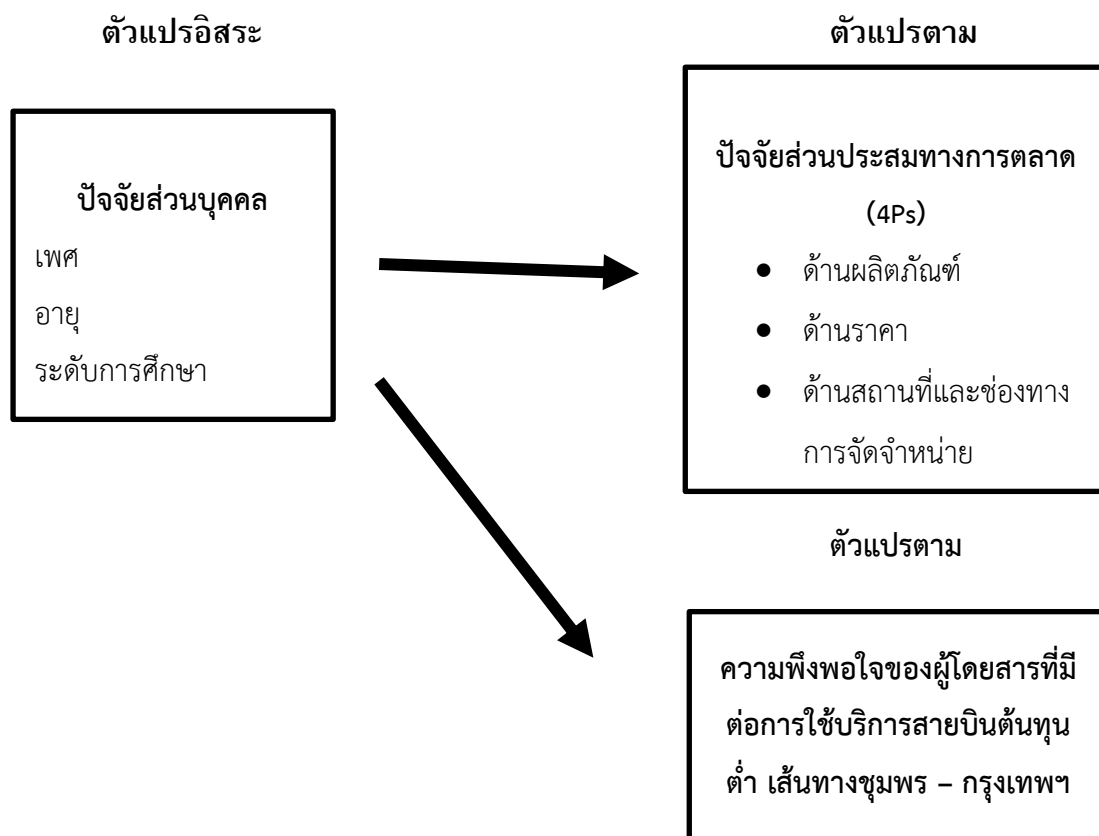 ตัวแปรอิสระ
ปัจจัยส่วนบุคคล
เพศ
อายุ
ระดับการศึกษา
ตัวแปรตาม
ปัจจัยส่วนประสมทางการตลาด
(4Ps)
● ด้านผลิตภัณฑ์
● ด้านราคา
● ด้านสถานที่และช่องทาง
การจัดจำหน่าย
ตัวแปรตาม
ความพึงพอใจของผู้โดยสารที่มี
ต่อการใช้บริการสายบินต้นทุน
ต่ำ เส้นทางชุมพร – กรุงเทพฯ